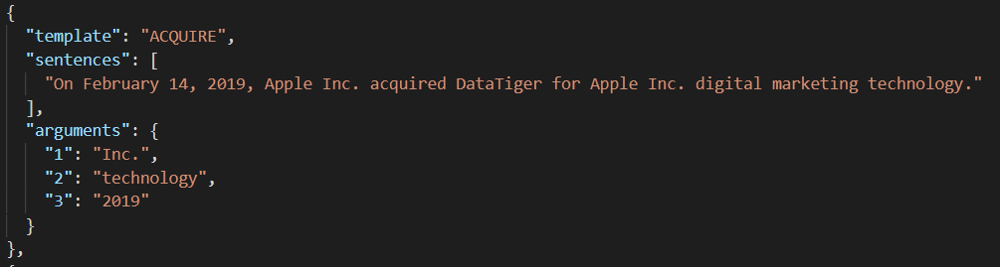 {
"template": "ACQUIRE",
"sentences": [
"On February 14, 2019, Apple Inc. acquired DataTiger for Apple Inc. digital marketing technology."
],
"arguments": {
"1": "Inc.",
"2": "technology",
"3": "2019"
}
},